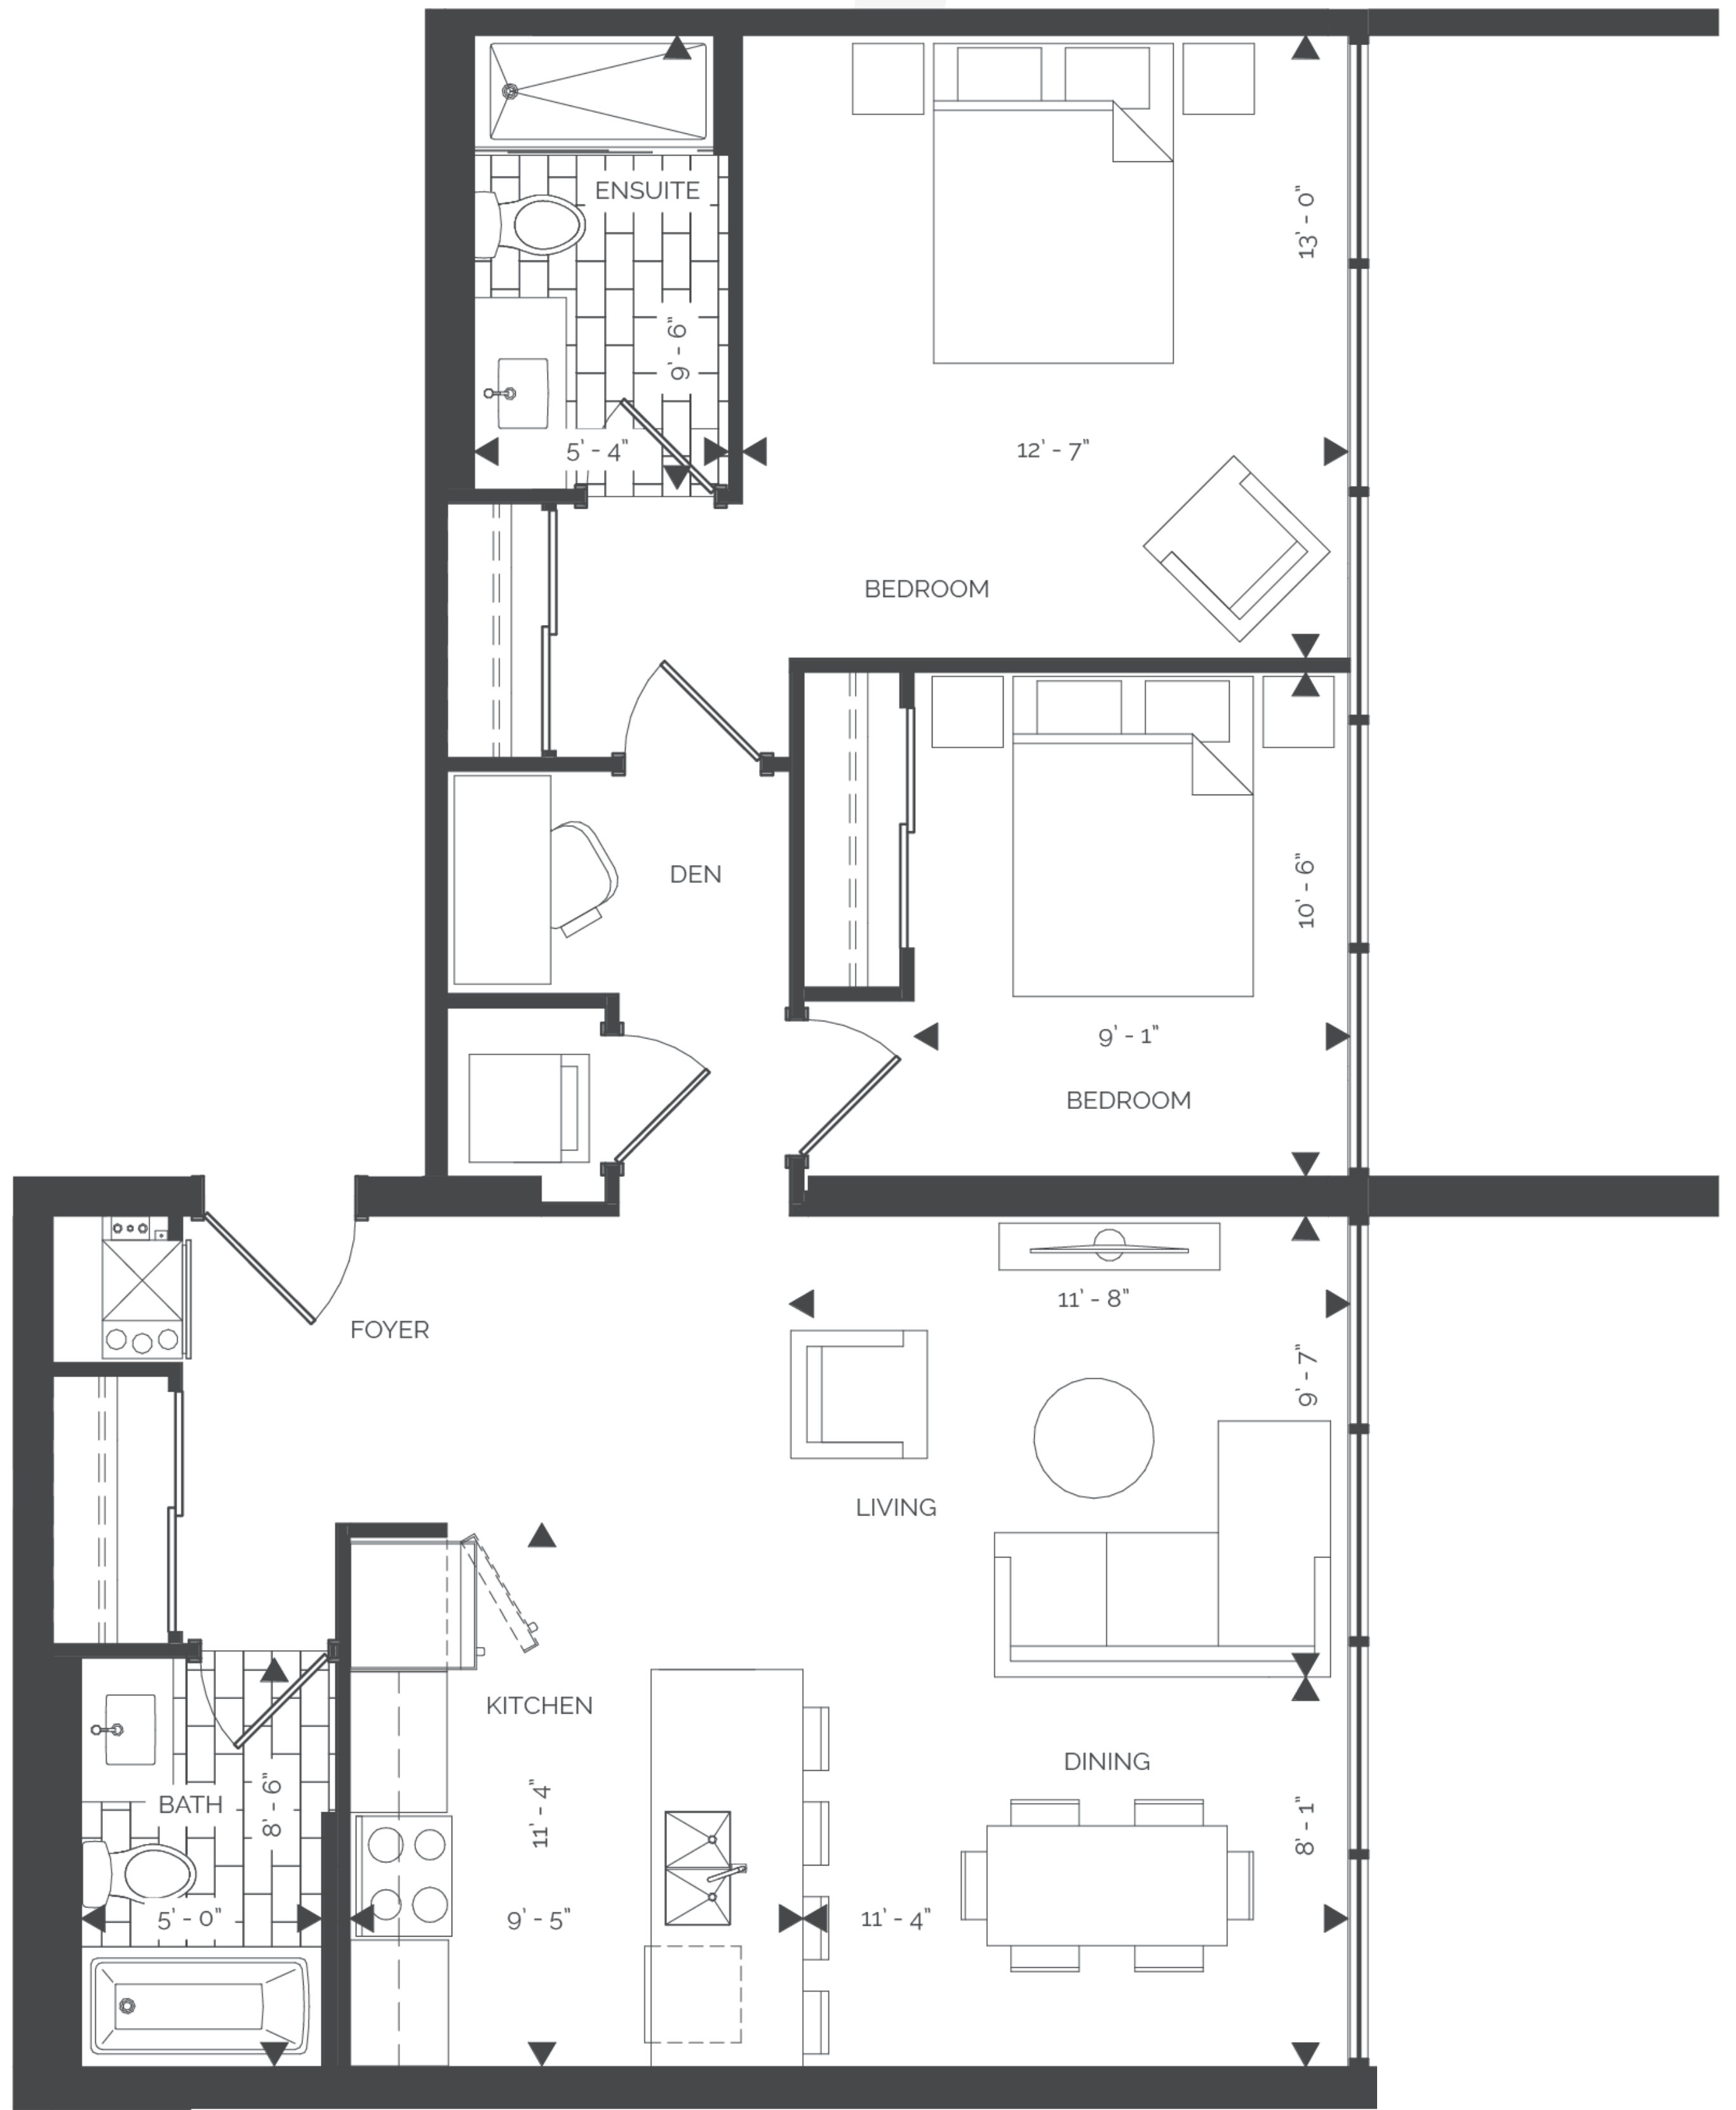 ENSUITE
13' - 0"
9' - 6"
5' - 4"
12' - 7"
BEDROOM
DEN
10' - 6"
9' - 1"
BEDROOM
11' - 8"
FOYER
9' - 7"
LIVING
KITCHEN
DINING
BATH
8' - 6"
11' - 4"
8' - 1"
5' - 0"
9' - 5"
11' - 4"